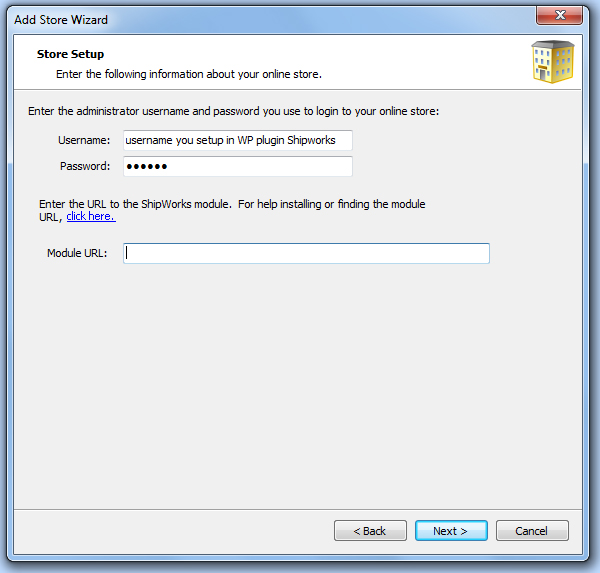 Add Store Wizard
Store Setup
Enter the following information about your online store.
Enter the administrator username and password you use to login to your online store:
Username: username you setup in WP plugin Shipworks
Password: ●●●●●●
Enter the URL to the ShipWorks module. For help installing or finding the module
URL, click here.
Module URL:
< Back Next > Cancel